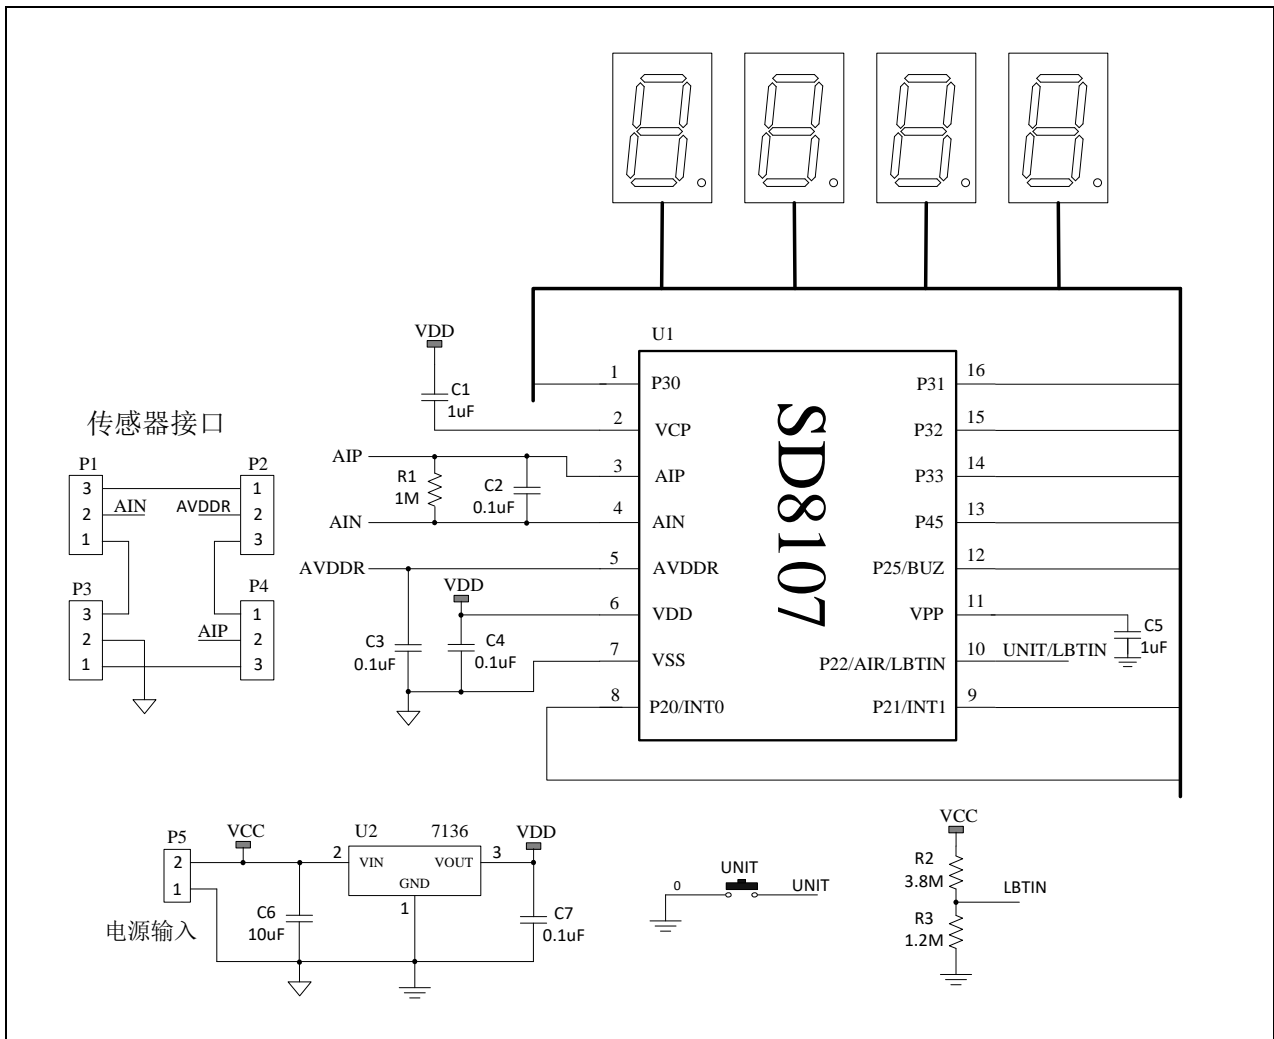 U1
SD8107
VDD
C1
1uF
1 P30
2 VCP
3 AIP
4 AIN
5 AVDDR
6 VDD
7 VSS
8 P20/INT0
16 P31
15 P32
14 P33
13 P45
12 P25/BUZ
11 VPP
10 P22/AIR/LBTIN
9 P21/INT1
C5
1uF
UNIT/LBTIN
AIP
R1
1M
C2
0.1uF
AIN
AVDDR
VDD
C3
0.1uF
C4
0.1uF
传感器接口
P1
3
2
1
AIN
P2
1
2
3
AVDDR
P3
3
2
1
P4
1
2
3
AIP
P5
2
1
电源输入
VCC
C6
10uF
U2 7136
2 VIN VOUT 3
GND
1
VDD
C7
0.1uF
0 UNIT UNIT
VCC
R2
3.8M
LBTIN
R3
1.2M